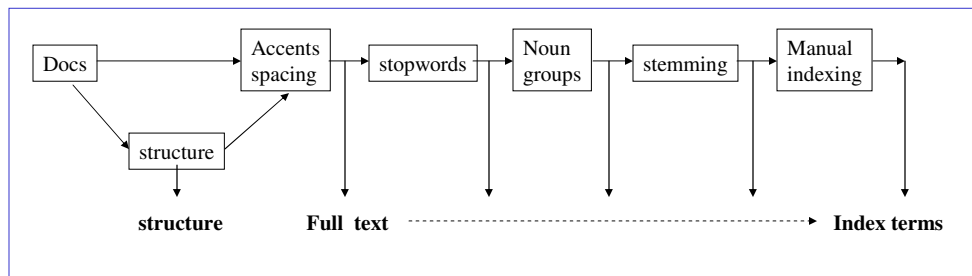 Docs
Accents
spacing
stopwords
Noun
groups
stemming
Manual
indexing
structure
structure
Full text
Index terms